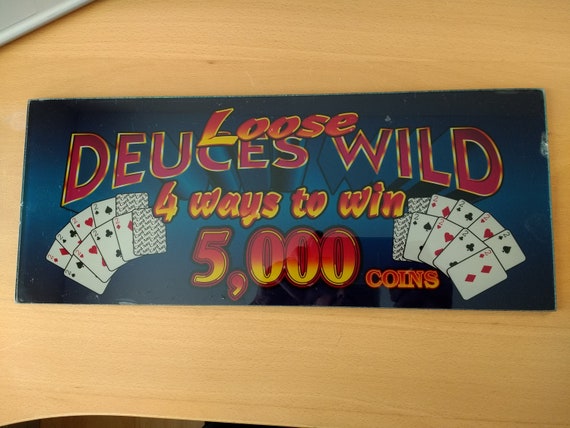 Loose
DEUCES WILD
4 ways to win
5,000 COINS